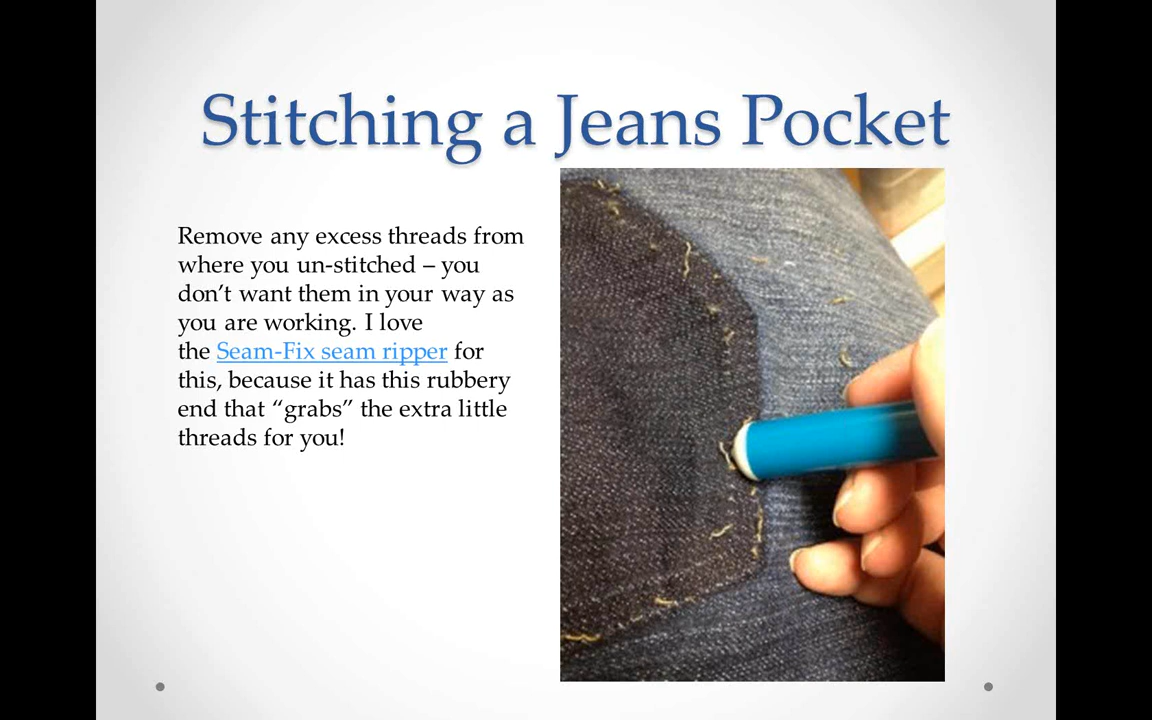 Stitching a Jeans Pocket
Remove any excess threads from
where you un-stitched – you
don’t want them in your way as
you are working. I love
the Seam-Fix seam ripper for
this, because it has this rubbery
end that “grabs” the extra little
threads for you!